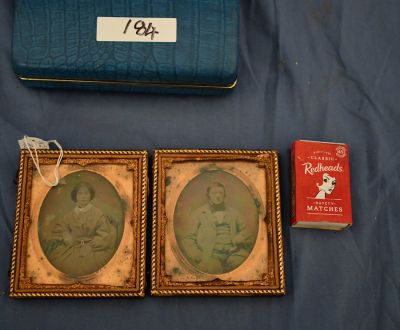 184
CLASSIC
Redheads
SAFETY
MATCHES